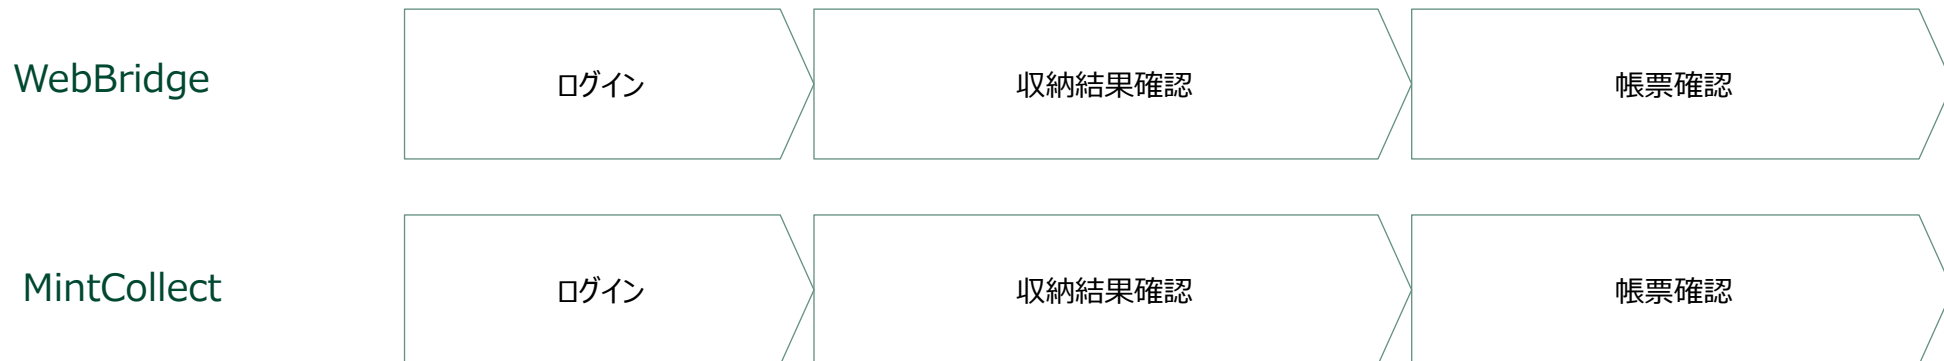 WebBridge
ログイン
収納結果確認
帳票確認
MintCollect
ログイン
収納結果確認
帳票確認